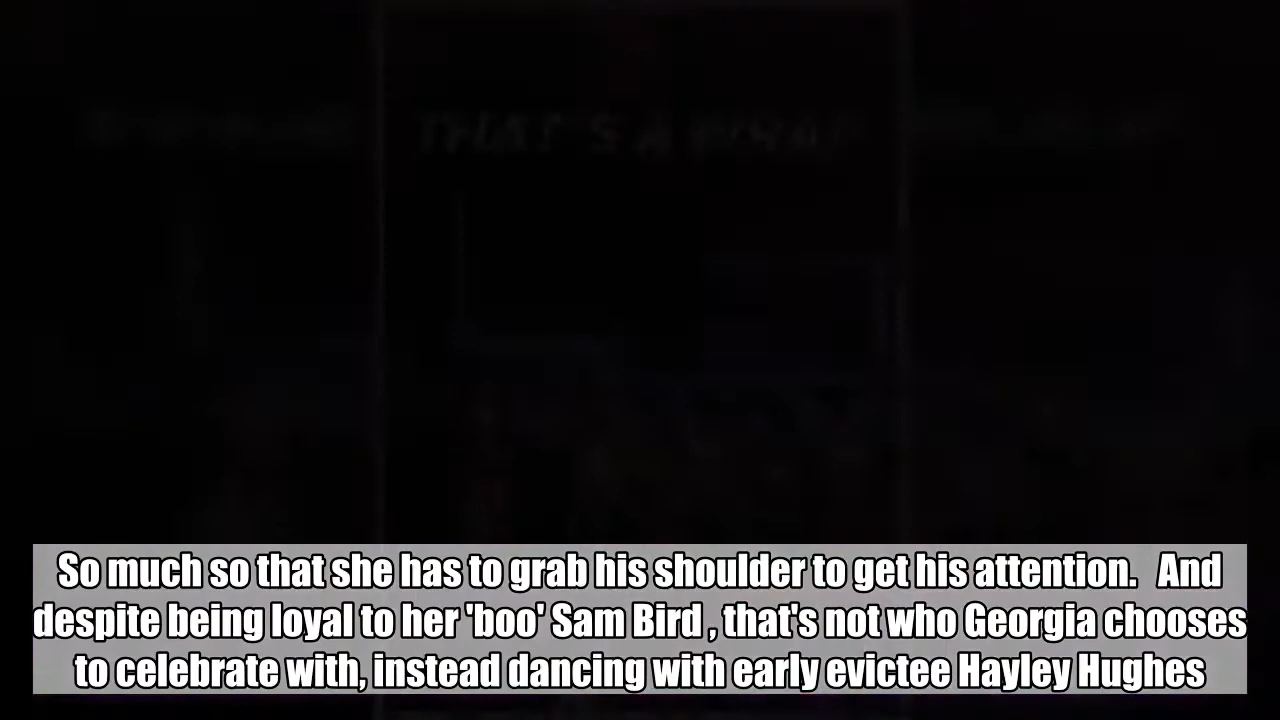 THAT'S A WRAP
So much so that she has to grab his shoulder to get his attention.   And
despite being loyal to her 'boo' Sam Bird , that's not who Georgia chooses
to celebrate with, instead dancing with early evictee Hayley Hughes